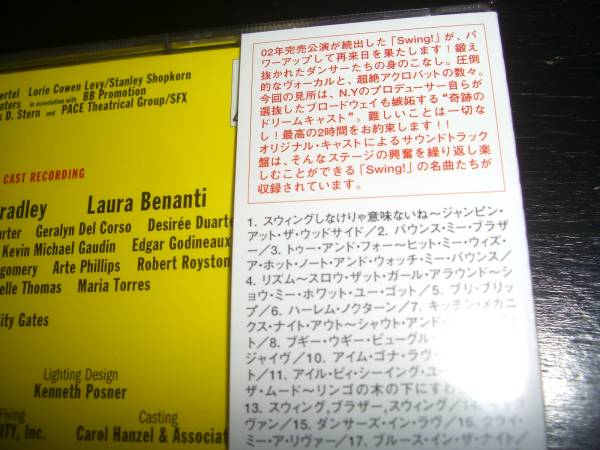 ertel Lorie Cowen Levy/Stanley Shopkorn
aters in association with BB Promotion
s D. Stern and PACE Theatrical Group/SFX
CAST RECORDING
radley Laura Benanti
rter Geralyn Del Corso Desirée Duarte
Kevin Michael Gaudin Edgar Godineaux
tgomery Arte Phillips Robert Royston
elle Thomas Maria Torres
ity Gates
Lighting Design
Kenneth Posner
Flying Casting
ITY, Inc. Carol Hanzel & Associat
02年完売公演が続出した「Swing!」が、パ
ワーアップして再来日を果たします！鍛え
抜かれたダンサーたちの身のこなし。圧倒
的なヴォーカルと、超絶アクロバットの数々。
今回の見所は、N.Yのプロデューサー自らが
選抜したブロードウェイも嫉妬する“奇跡の
ドリームキャスト”。難しいことは一切な
し！最高の2時間をお約束します！！
オリジナル・キャストによるサウンドトラック
盤は、そんなステージの興奮を繰り返し楽
しむことができる「Swing!」の名曲たちが
収録されています。
1. スウィングしなけりゃ意味ないね～ジャンピン・
アット・ザ・ウッドサイド/2. バウンス・ミー・ブラザ
ー/3. トゥー・アンド・フォー～ヒット・ミー・ウィズ・
ア・ホット・ノート・アンド・ウォッチ・ミー・バウンス/
4. リズム～スロウ・ザット・ガール・アラウンド～シ
ョウ・ミー・ホワット・ユー・ゴット/5. ブリ・ブリッ
プ/6. ハーレム・ノクターン/7. キッチン・メカニ
クス・ナイト・アウト～シャウト・アンド・
ト/8. ブギー・ウギー・ビューグル・
ジャイヴ/10. アイム・ゴナ・ラヴ・
ト/11. アイル・ビィ・シーイング・ユー
ザ・ムード～リンゴの木の下にすわ
13. スウィング,ブラザー,スウィング/14.
ヴァン/15. ダンサーズ・イン・ラヴ/16. クライ・
ミー・ア・リヴァー/17. ブルース・イン・ザ・ナイト/